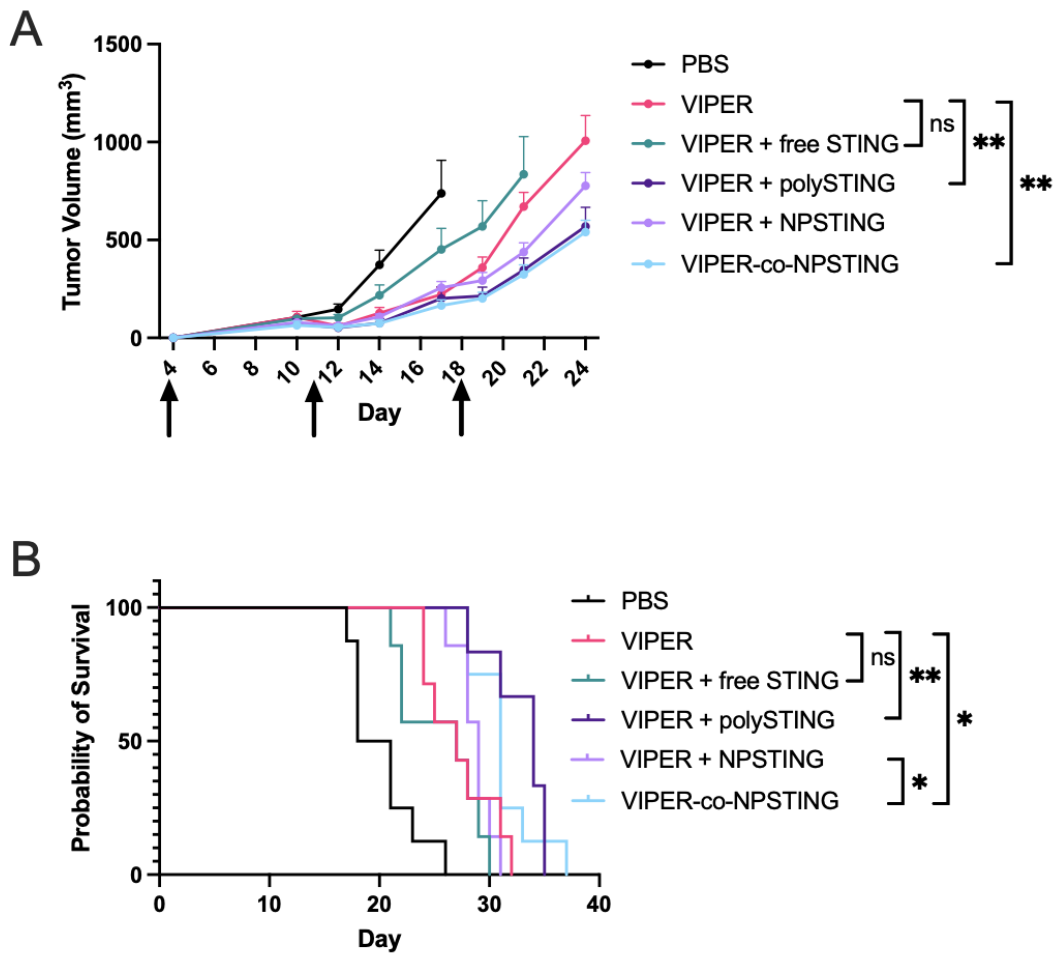 A
Tumor Volume (mm³)
1500
1000
500
0
4 6 8 10 12 14 16 18 20 22 24
Day
PBS
VIPER
VIPER + free STING
VIPER + polySTING
VIPER + NPSTING
VIPER-co-NPSTING
ns
**
**
B
Probability of Survival
100
50
0
0 10 20 30 40
Day
PBS
VIPER
VIPER + free STING
VIPER + polySTING
VIPER + NPSTING
VIPER-co-NPSTING
ns
**
*
*